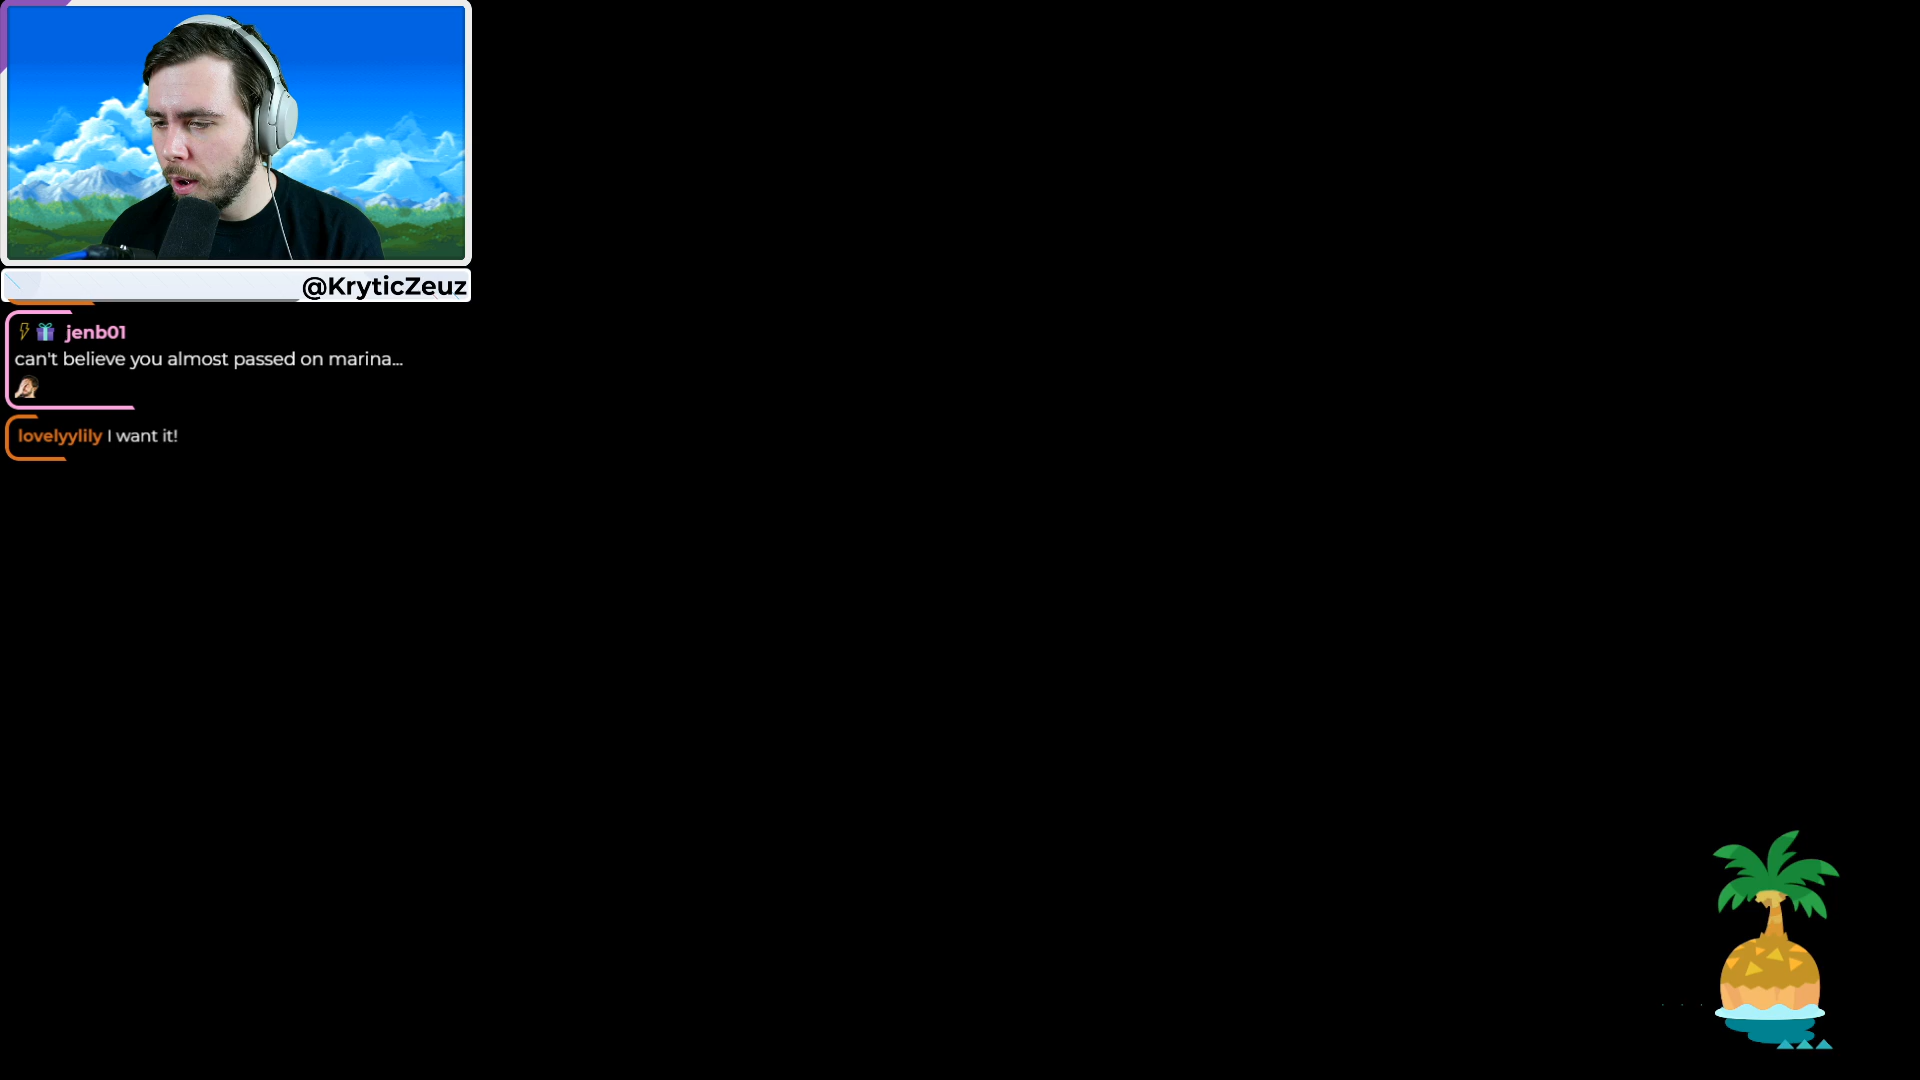 @KryticZeuz
jenb01
can't believe you almost passed on marina...
lovelyylily I want it!